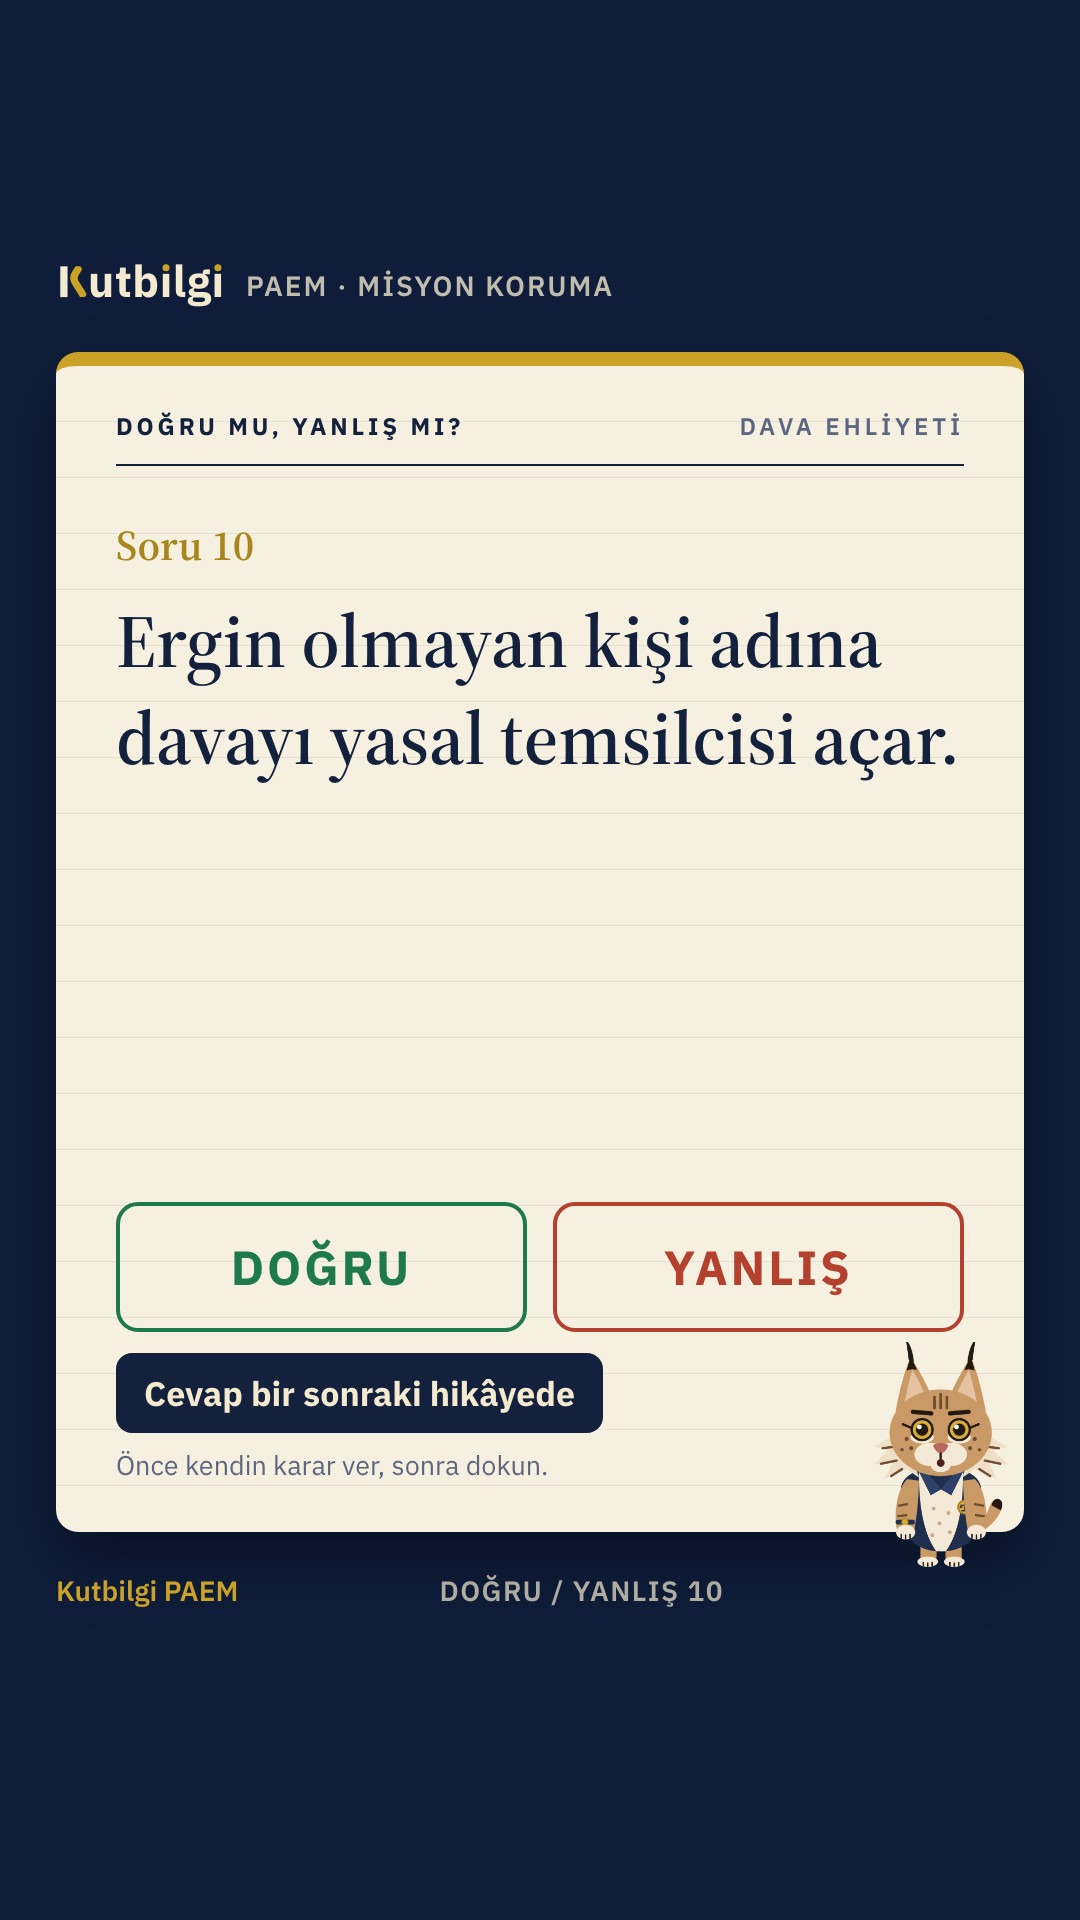 Kutbilgi PAEM · MİSYON KORUMA
DOĞRU MU, YANLIŞ MI? DAVA EHLİYETİ
Soru 10
Ergin olmayan kişi adına
davayı yasal temsilcisi açar.
DOĞRU YANLIŞ
Cevap bir sonraki hikâyede
Önce kendin karar ver, sonra dokun.
Kutbilgi PAEM DOĞRU / YANLIŞ 10